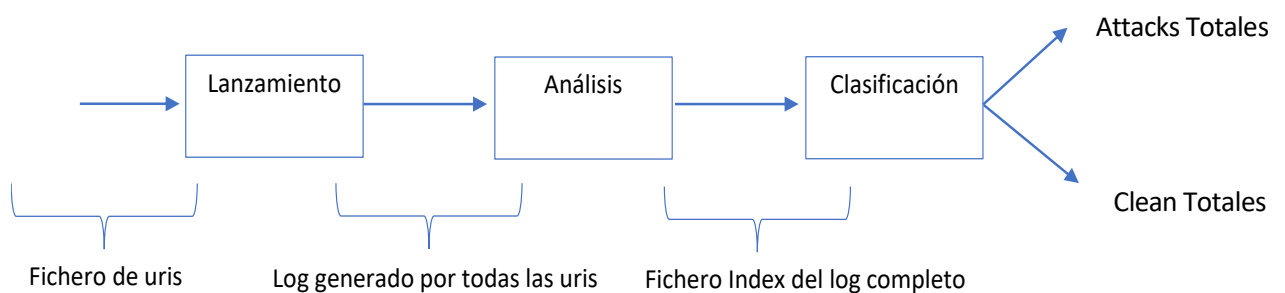 Attacks Totales
Lanzamiento
Análisis
Clasificación
Clean Totales
Fichero de uris
Log generado por todas las uris
Fichero Index del log completo